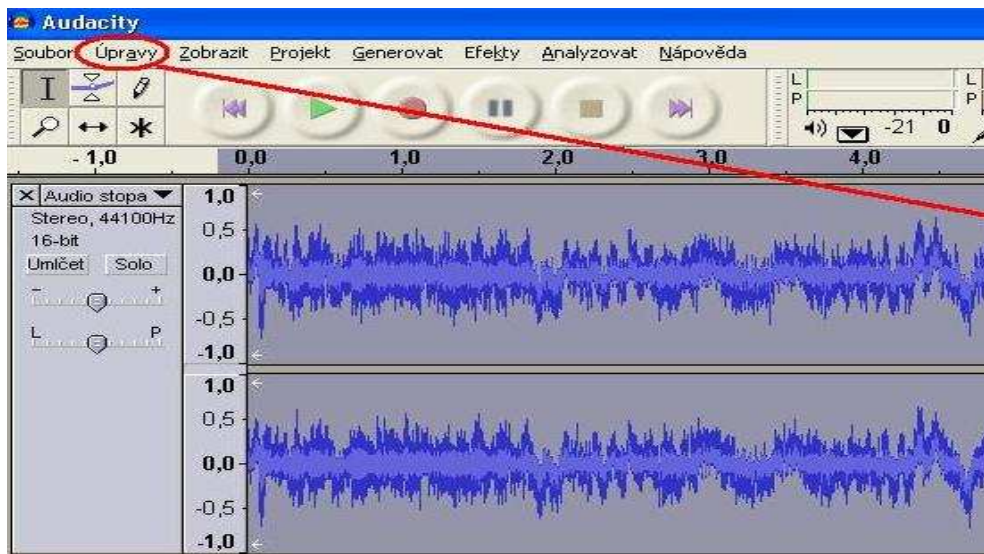 Audacity
Soubor Úpravy Zobrazit Projekt Generovat Efekty Analyzovat Nápověda
L
P
L
P
-21 0
- 1,0 0,0 1,0 2,0 3,0 4,0
Audio stopa
Stereo, 44100Hz
16-bit
Umlčet Solo
- +
L P
1,0
0,5
0,0
-0,5
-1,0
1,0
0,5
0,0
-0,5
-1,0